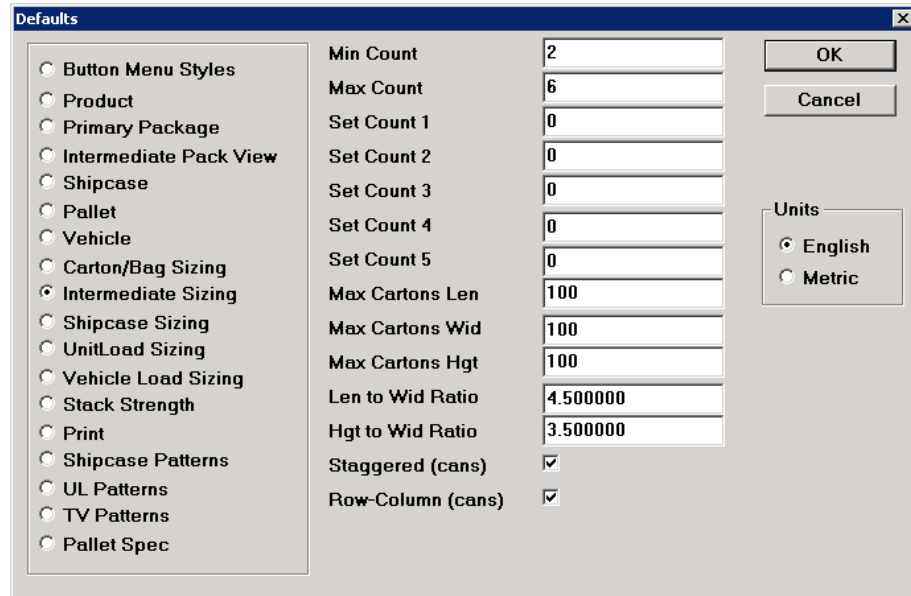 Defaults
Button Menu Styles
Product
Primary Package
Intermediate Pack View
Shipcase
Pallet
Vehicle
Carton/Bag Sizing
Intermediate Sizing
Shipcase Sizing
UnitLoad Sizing
Vehicle Load Sizing
Stack Strength
Print
Shipcase Patterns
UL Patterns
TV Patterns
Pallet Spec
Min Count 2
Max Count 6
Set Count 1 0
Set Count 2 0
Set Count 3 0
Set Count 4 0
Set Count 5 0
Max Cartons Len 100
Max Cartons Wid 100
Max Cartons Hgt 100
Len to Wid Ratio 4.500000
Hgt to Wid Ratio 3.500000
Staggered (cans)
Row-Column (cans)
OK
Cancel
Units
English
Metric